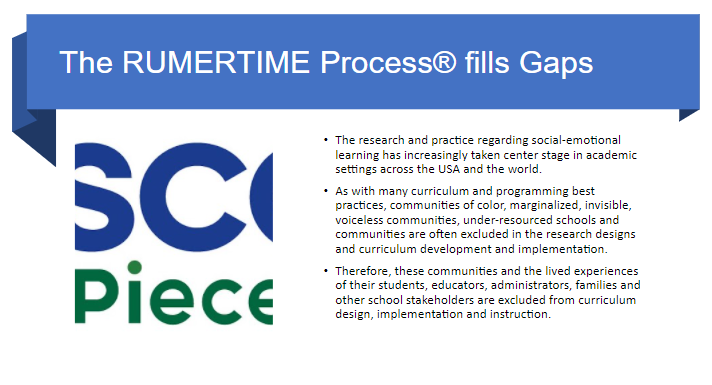 The RUMERTIME Process® fills Gaps
SCO
Piece
• The research and practice regarding social-emotional
learning has increasingly taken center stage in academic
settings across the USA and the world.
• As with many curriculum and programming best
practices, communities of color, marginalized, invisible,
voiceless communities, under-resourced schools and
communities are often excluded in the research designs
and curriculum development and implementation.
• Therefore, these communities and the lived experiences
of their students, educators, administrators, families and
other school stakeholders are excluded from curriculum
design, implementation and instruction.